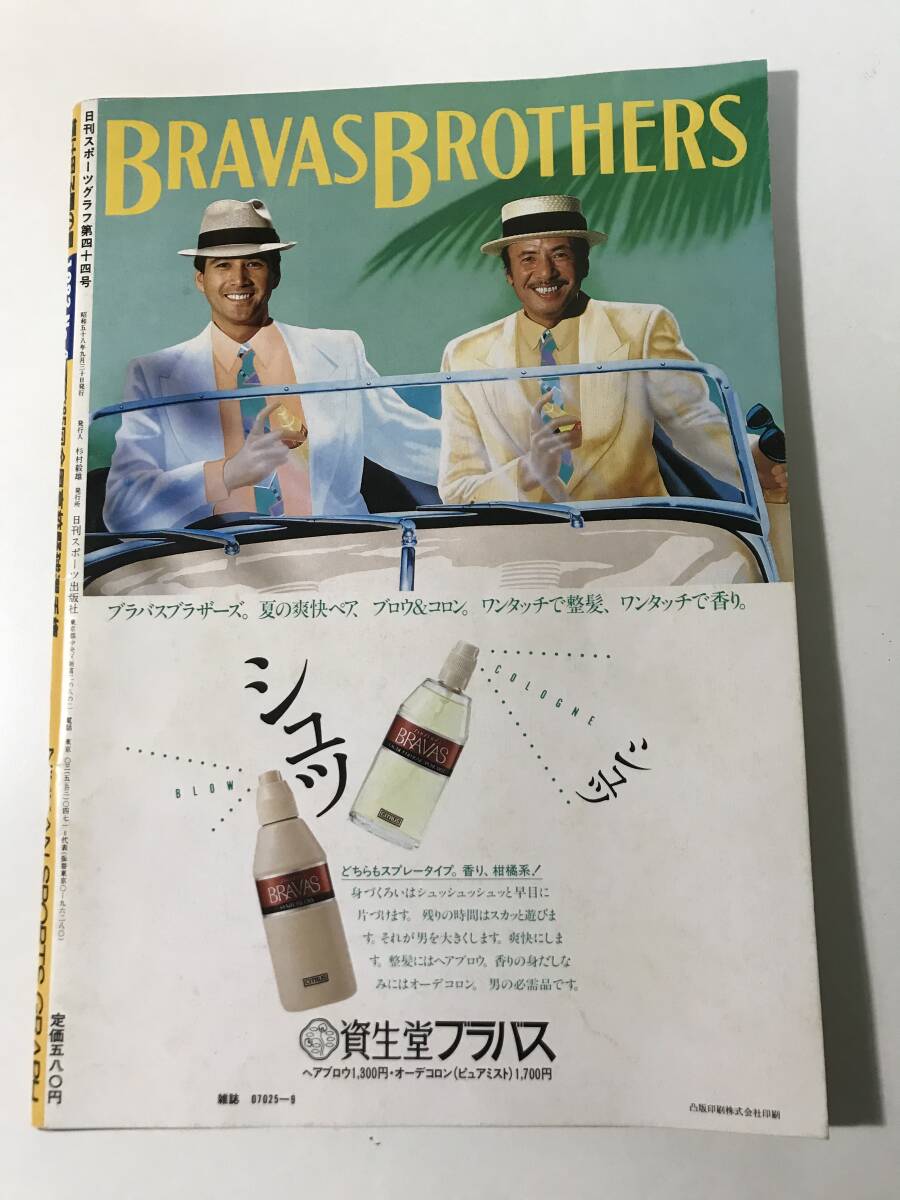 BRAVAS BROTHERS
日刊スポーツグラフ第四十四号
昭和五十八年九月三十日発行
発行人 杉村毅雄
発行所 日刊スポーツ出版社
ブラバスブラザーズ。夏の爽快ペア、ブロウ&コロン。ワンタッチで整髪、ワンタッチで香り。
シュッ
COLOGNE
シュッ
BLOW
BRAVAS
CITRUS
BRAVAS
CITRUS
どちらもスプレータイプ。香り、柑橘系!
身づくろいはシュッシュッシュッと早目に
片づけます。残りの時間はスカッと遊びま
す。それが男を大きくします。爽快にしま
す。整髪にはヘアブロウ。香りの身だしな
みにはオーデコロン。男の必需品です。
資生堂ブラバス
ヘアブロウ1,300円・オーデコロン(ピュアミスト)1,700円
定価五八〇円
雑誌 07025-9
凸版印刷株式会社印刷